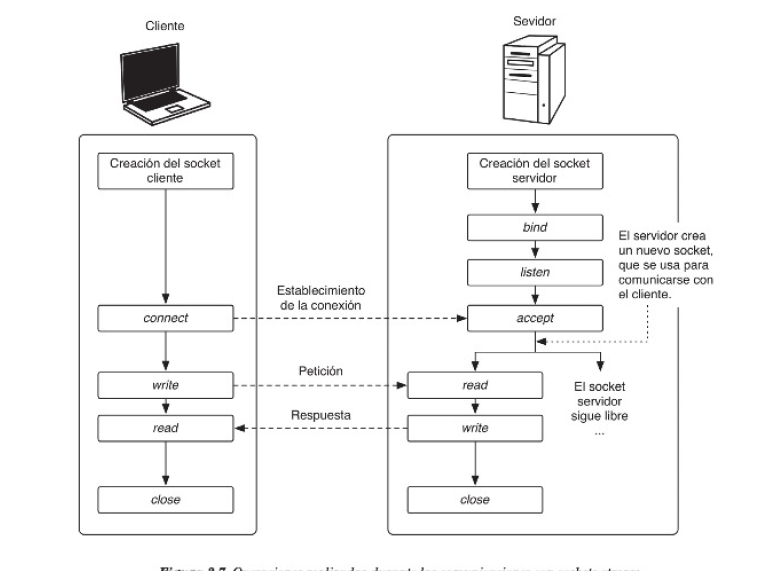 Cliente
Sevidor
Creación del socket
cliente
Creación del socket
servidor
bind
El servidor crea
un nuevo socket,
que se usa para
comunicarse con
el cliente.
listen
Establecimiento
de la conexión
connect
accept
Petición
write
read
El socket
servidor
sigue libre
...
Respuesta
read
write
close
close